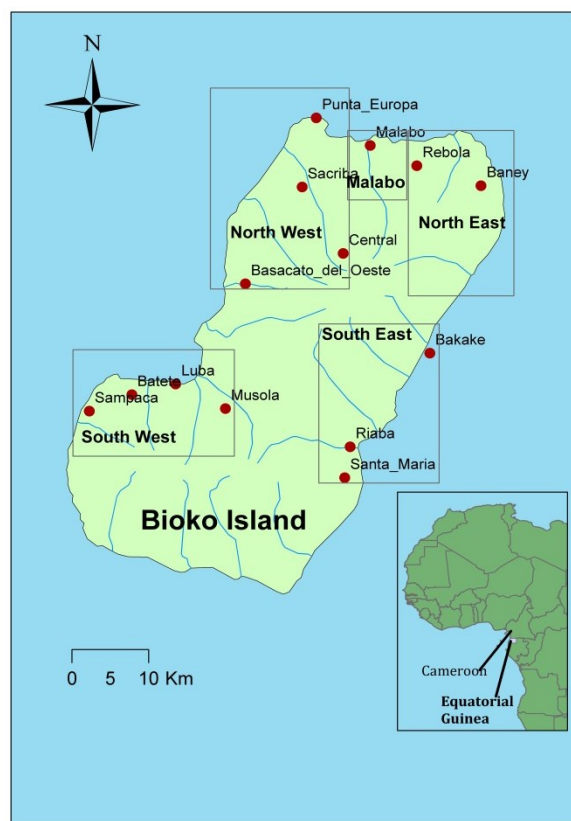 N
Punta_Europa
Malabo
Rebola
Sacriba
Malabo
Baney
North West
North East
Central
Basacato_del_Oeste
South East
Bakake
Luba
Batete
Sampaca
Musola
South West
Riaba
Santa_Maria
Bioko Island
0 10 Km
Cameroon
Equatorial
Guinea